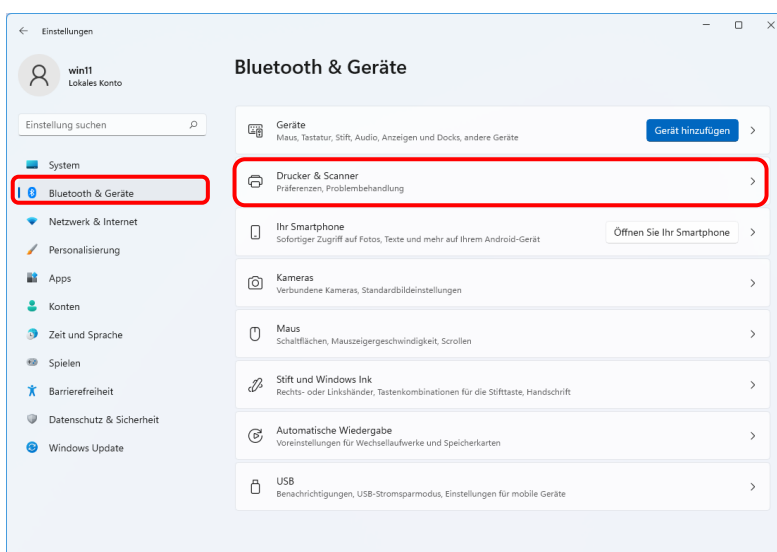 Einstellungen
win11
Lokales Konto
Einstellung suchen
System
Bluetooth & Geräte
Netzwerk & Internet
Personalisierung
Apps
Konten
Zeit und Sprache
Spielen
Barrierefreiheit
Datenschutz & Sicherheit
Windows Update
Bluetooth & Geräte
Geräte
Maus, Tastatur, Stift, Audio, Anzeigen und Docks, andere Geräte
Gerät hinzufügen
Drucker & Scanner
Präferenzen, Problembehandlung
Ihr Smartphone
Sofortiger Zugriff auf Fotos, Texte und mehr auf Ihrem Android-Gerät
Öffnen Sie Ihr Smartphone
Kameras
Verbundene Kameras, Standardbildeinstellungen
Maus
Schaltflächen, Mauszeigergeschwindigkeit, Scrollen
Stift und Windows Ink
Rechts- oder Linkshänder, Tastenkombinationen für die Stifttaste, Handschrift
Automatische Wiedergabe
Voreinstellungen für Wechsellaufwerke und Speicherkarten
USB
Benachrichtigungen, USB-Stromsparmodus, Einstellungen für mobile Geräte